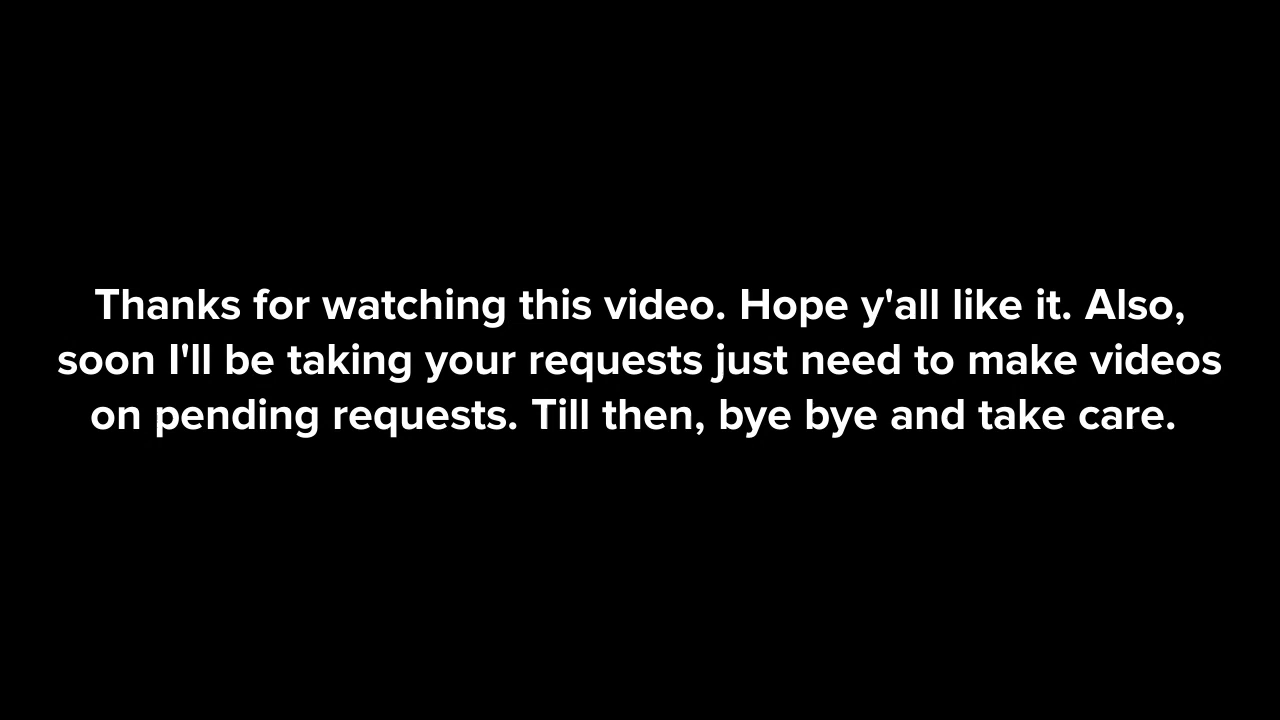 Thanks for watching this video. Hope y'all like it. Also,
soon I'll be taking your requests just need to make videos
on pending requests. Till then, bye bye and take care.